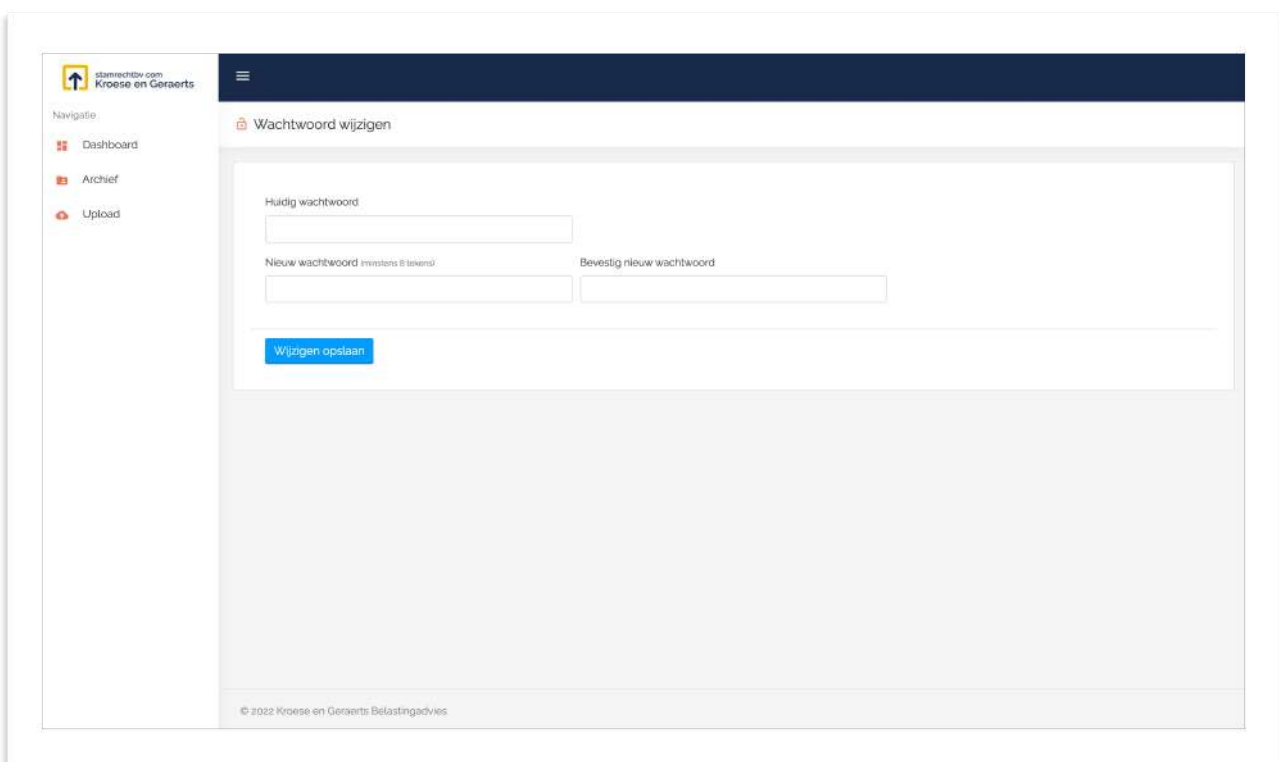 stamrechtbv.com
Kroese en Geraerts
Navigatie
Dashboard
Archief
Upload
Wachtwoord wijzigen
Huidig wachtwoord
Nieuw wachtwoord (minstens 8 tekens)
Bevestig nieuw wachtwoord
Wijzigen opslaan
© 2022 Kroese en Geraerts Belastingadvies